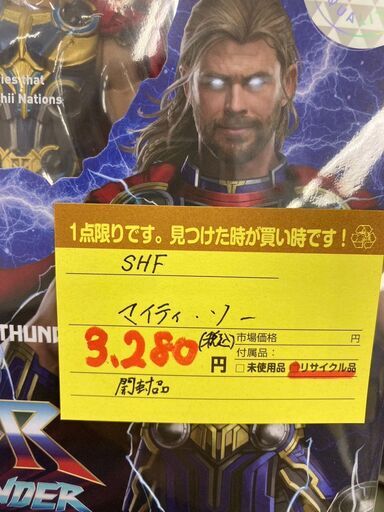 ies that
hii Nations
1点限りです。見つけた時が買い時です!
SHF
マイティ・ソー
THUND
3,280 (税込) 円
市場価格 円
付属品:
□未使用品 リサイクル品
開封品
R
NDER